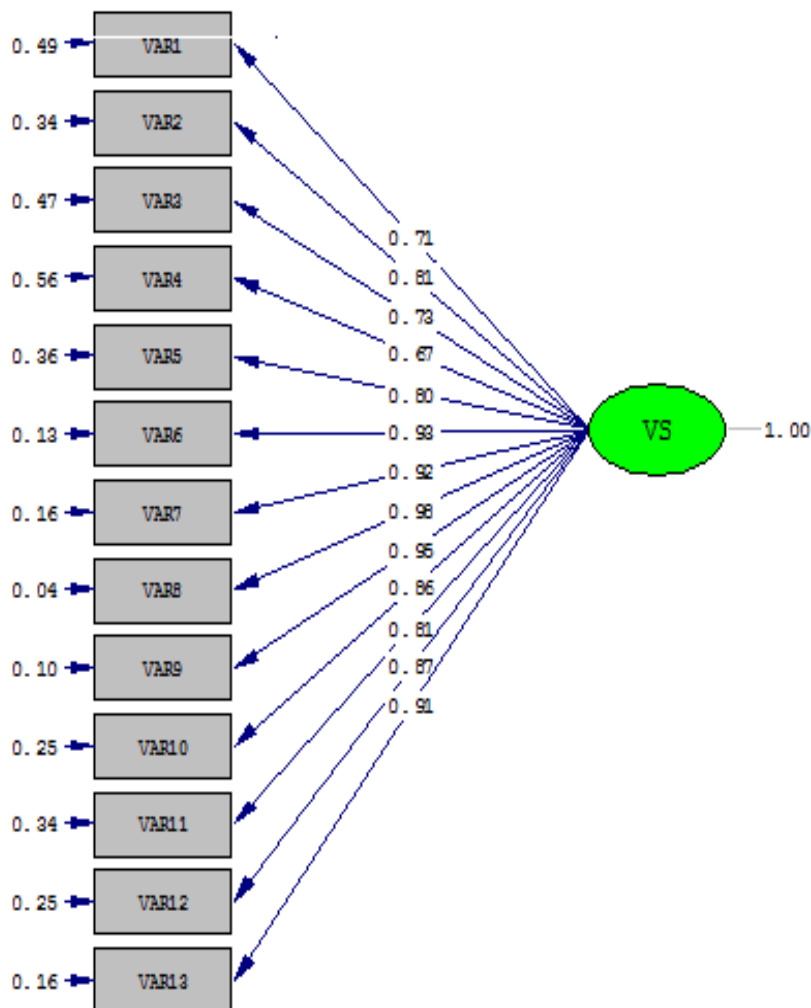 0.49 VAR1
0.34 VAR2
0.47 VAR3
0.56 VAR4
0.36 VAR5
0.13 VAR6
0.16 VAR7
0.04 VAR8
0.10 VAR9
0.25 VAR10
0.34 VAR11
0.25 VAR12
0.16 VAR13
0.71
0.81
0.73
0.67
0.80
0.93
0.92
0.98
0.95
0.86
0.81
0.87
0.91
VS 1.00